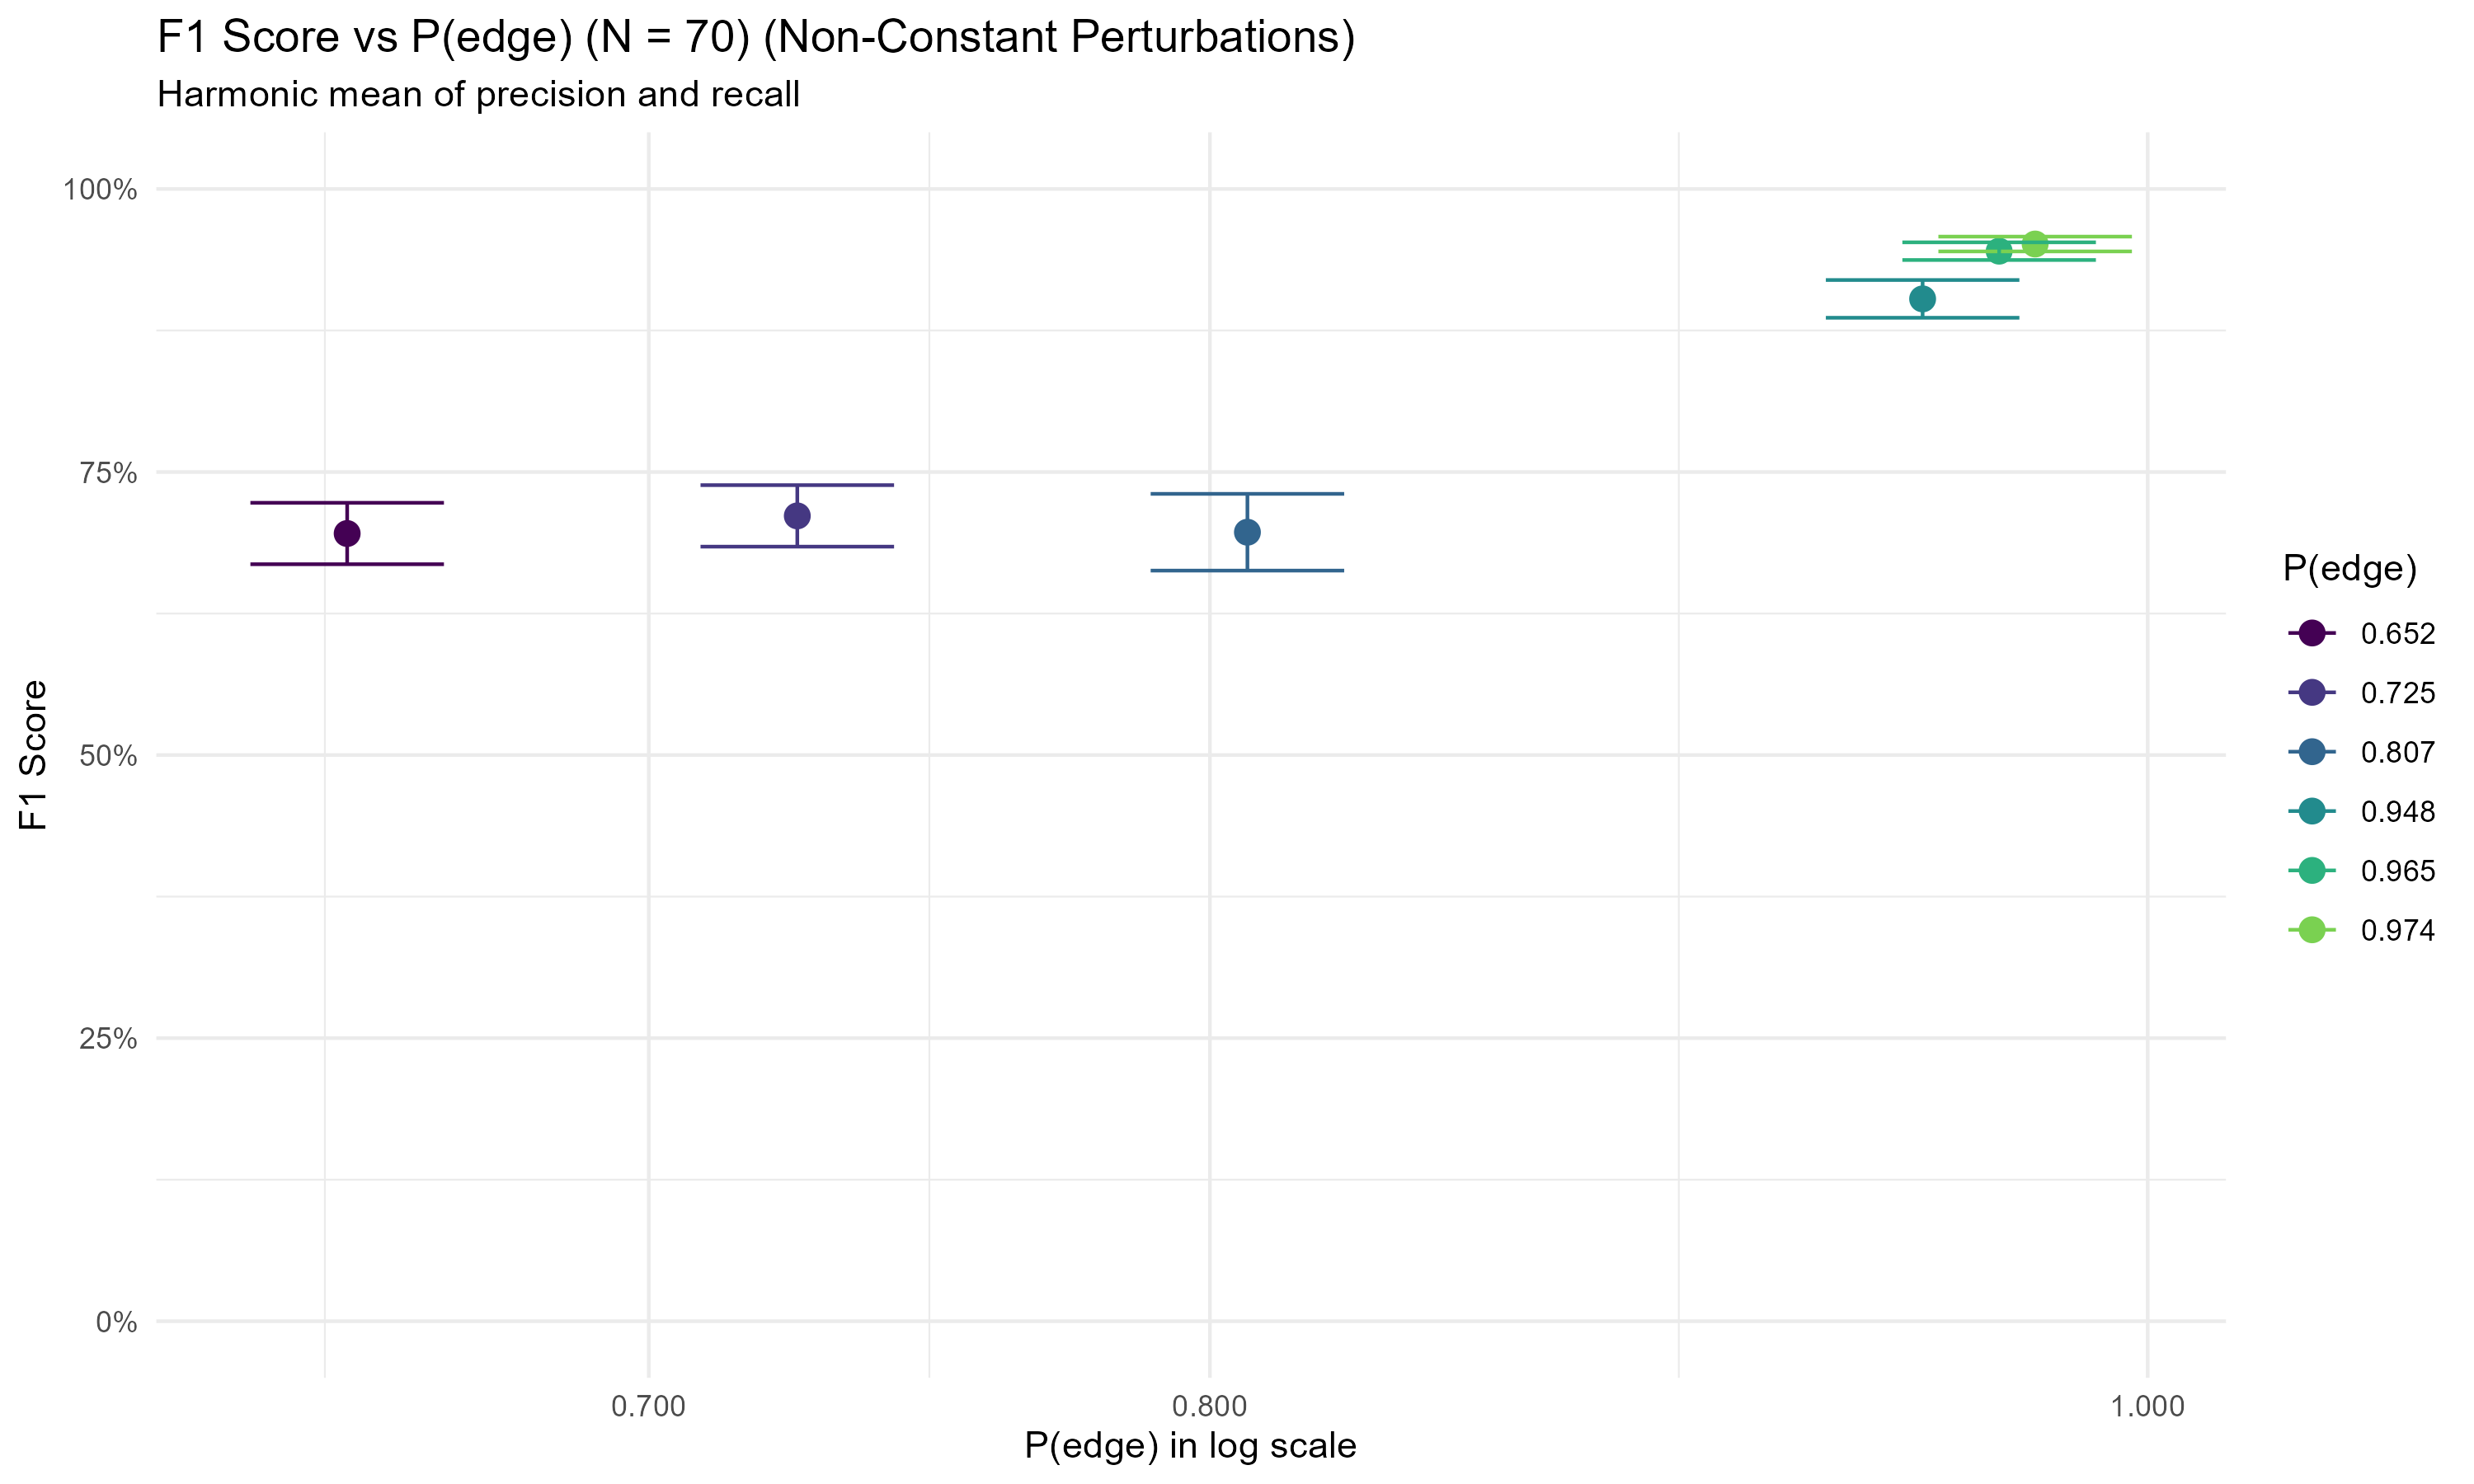 F1 Score vs P(edge) (N = 70) (Non-Constant Perturbations)
Harmonic mean of precision and recall
100%
75%
50%
25%
0%
F1 Score
0.700
0.800
1.000
P(edge) in log scale
P(edge)
0.652
0.725
0.807
0.948
0.965
0.974